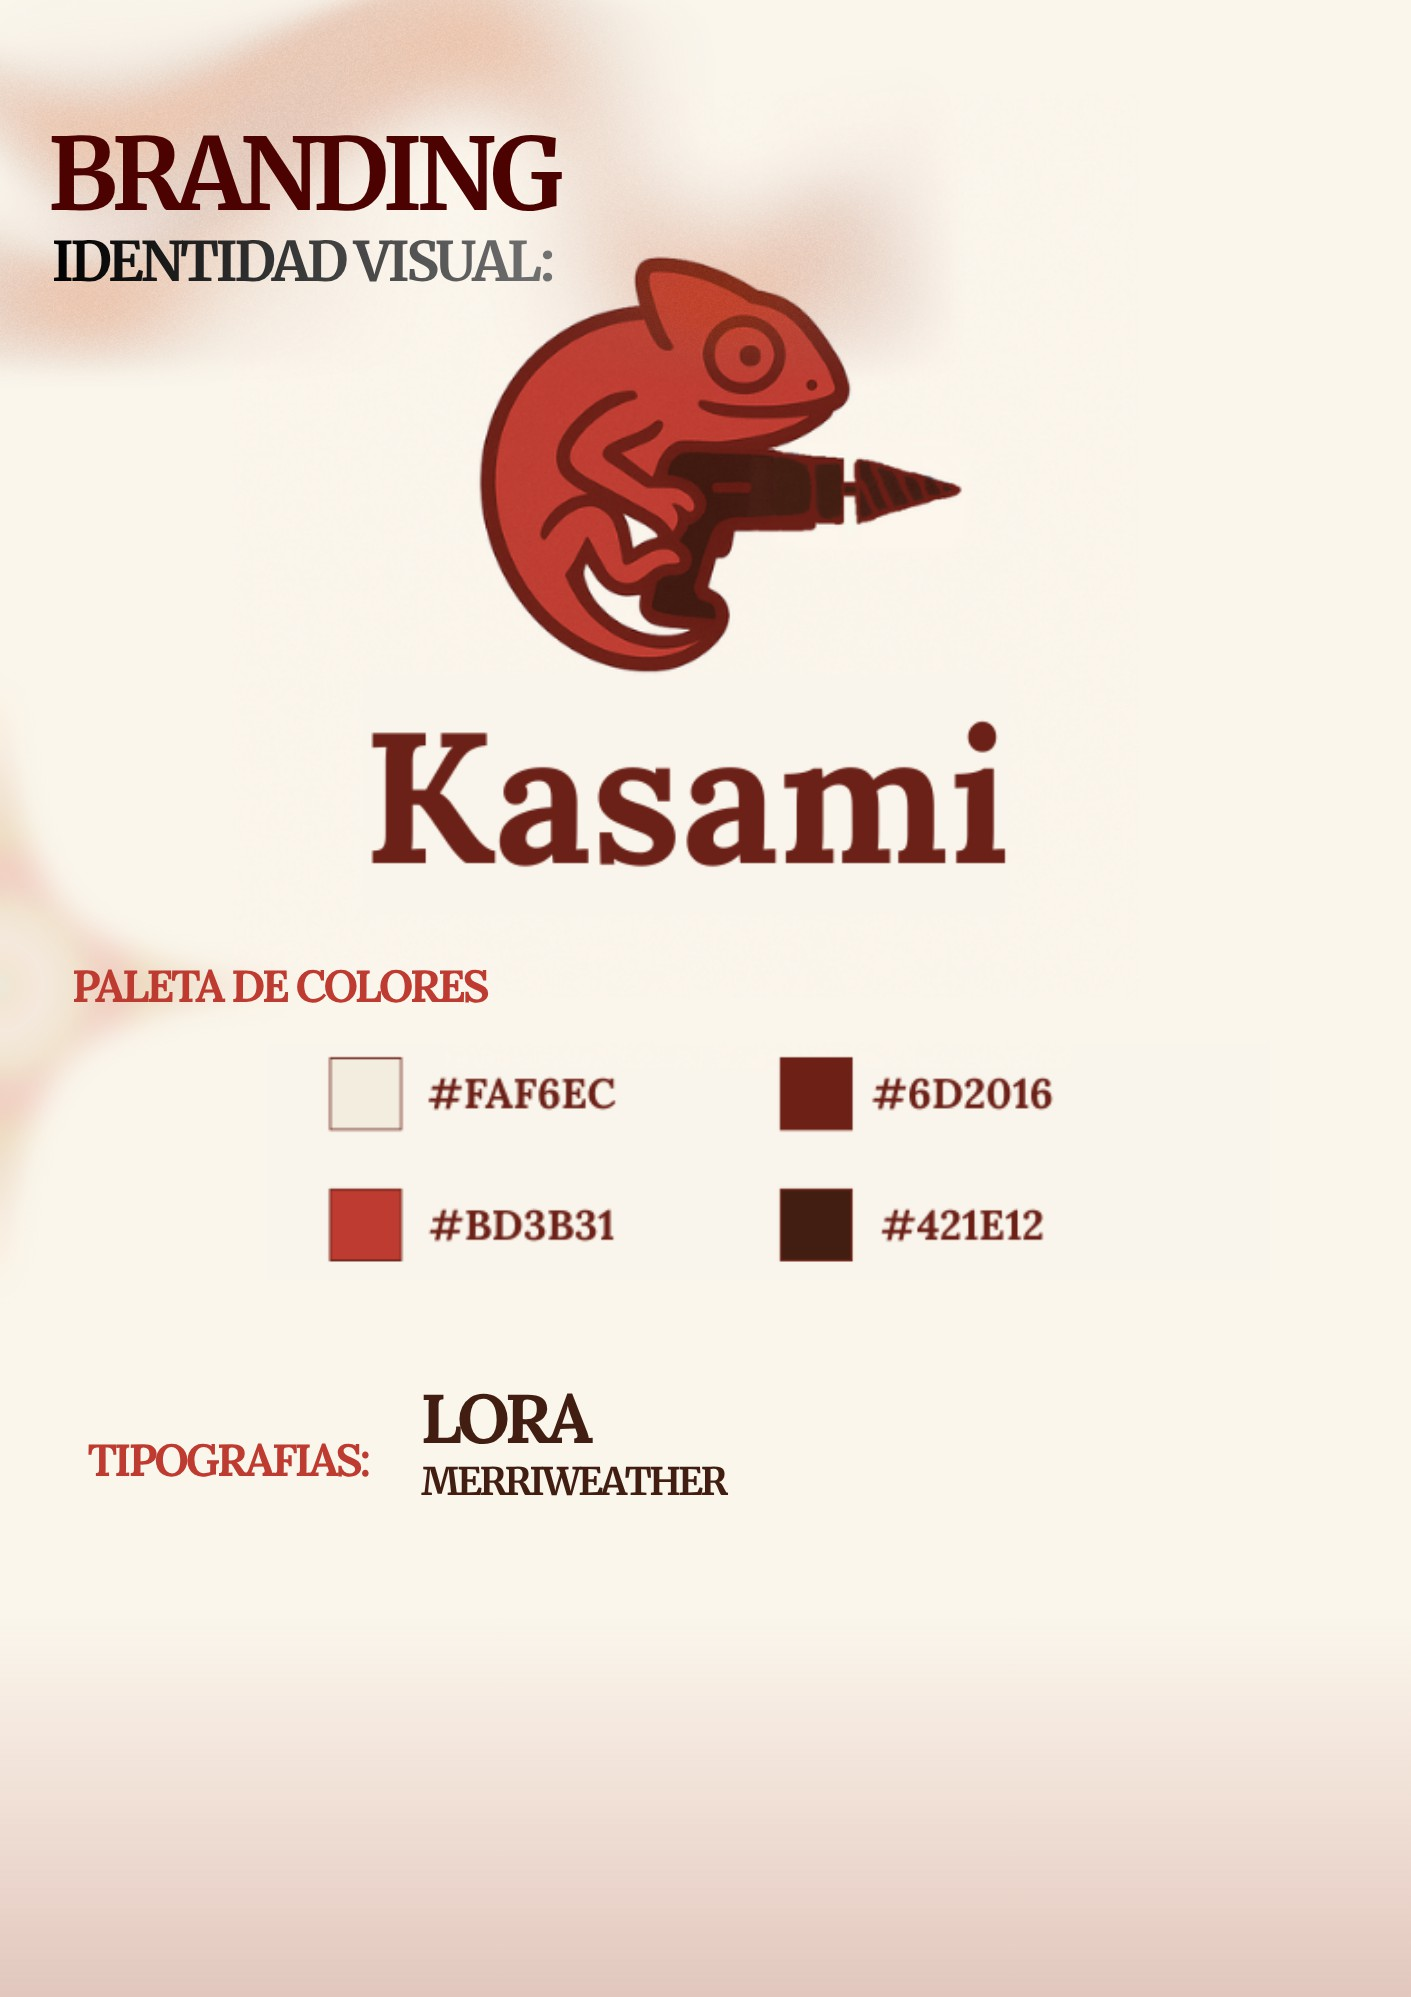 BRANDING
IDENTIDAD VISUAL:
Kasami
PALETA DE COLORES
#FAF6EC
#6D2016
#BD3B31
#421E12
LORA
TIPOGRAFIAS:
MERRIWEATHER